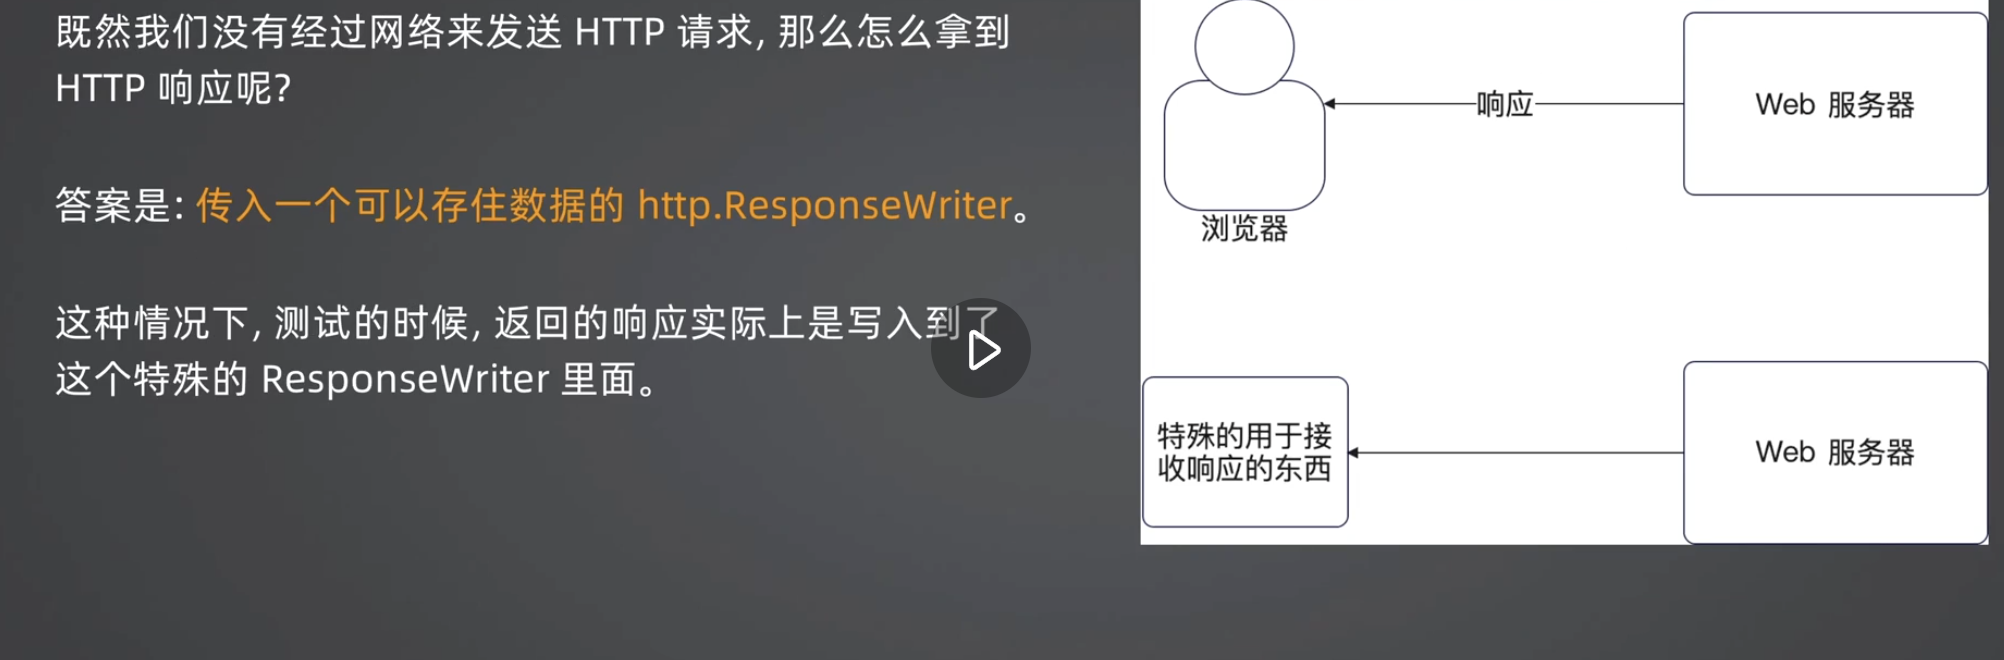 既然我们没有经过网络来发送 HTTP 请求, 那么怎么拿到
HTTP 响应呢?
答案是: 传入一个可以存住数据的 http.ResponseWriter。
这种情况下, 测试的时候, 返回的响应实际上是写入到了
这个特殊的 ResponseWriter 里面。
响应
Web 服务器
浏览器
特殊的用于接
收响应的东西
Web 服务器